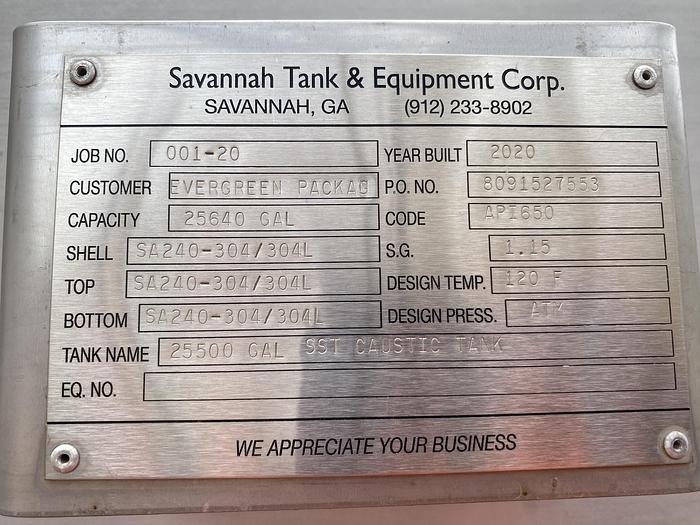 Savannah Tank & Equipment Corp.
SAVANNAH, GA (912) 233-8902
JOB NO. 001-20 YEAR BUILT 2020
CUSTOMER EVERGREEN PACKAG P.O. NO. 8091527553
CAPACITY 25640 GAL CODE API650
SHELL SA240-304/304L S.G. 1.15
TOP SA240-304/304L DESIGN TEMP. 120 F
BOTTOM SA240-304/304L DESIGN PRESS. ATM
TANK NAME 25500 GAL SST CAUSTIC TANK
EQ. NO.
WE APPRECIATE YOUR BUSINESS